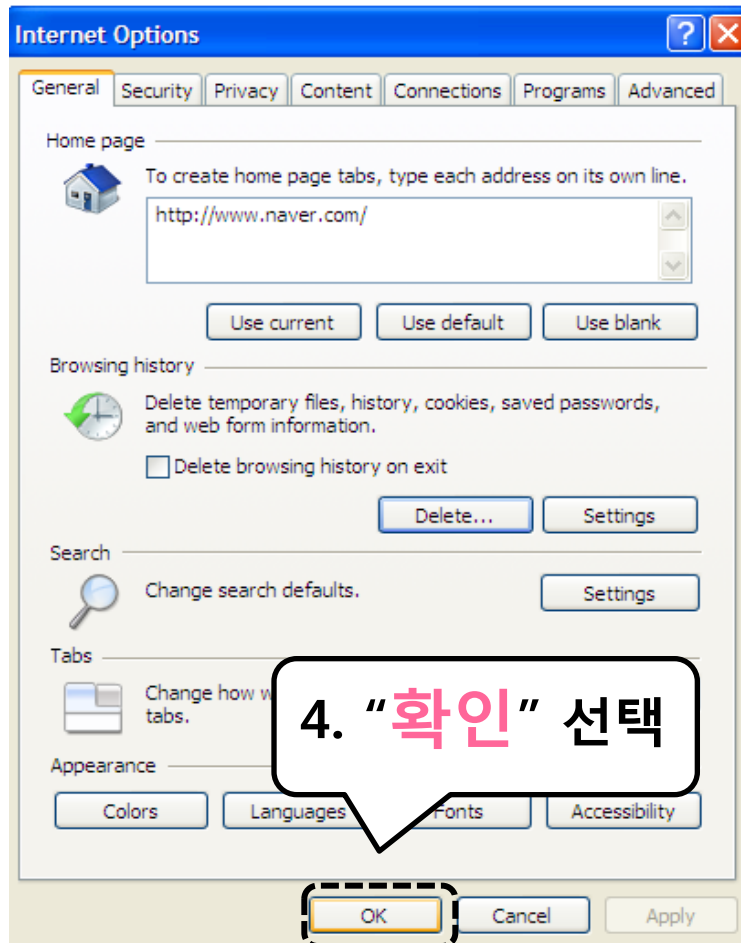 Internet Options
General Security Privacy Content Connections Programs Advanced
Home page
To create home page tabs, type each address on its own line.
http://www.naver.com/
Use current Use default Use blank
Browsing history
Delete temporary files, history, cookies, saved passwords,
and web form information.
Delete browsing history on exit
Delete... Settings
Search
Change search defaults.
Settings
Tabs
Change how
tabs.
4. “확인” 선택
Appearance
Colors Languages Fonts Accessibility
OK Cancel Apply